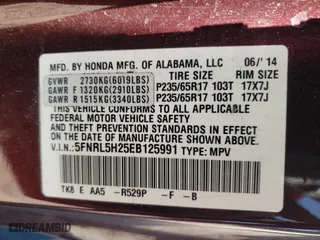 MFD. BY HONDA MFG. OF ALABAMA, LLC 06/'14
GVWR 2730KG(6019LBS) TIRE SIZE RIM SIZE
GAWR F 1320KG(2910LBS) P235/65R17 103T 17X7J
GAWR R 1515KG(3340LBS) P235/65R17 103T 17X7J
THIS VEHICLE CONFORMS TO ALL APPLICABLE
FEDERAL MOTOR VEHICLE SAFETY AND
THEFT PREVENTION STANDARDS IN EFFECT ON
THE DATE OF MANUFACTURE SHOWN ABOVE.
V.I.N.: 5FNRL5H25EB125991 TYPE: MPV
TK8 E AA5 -R529P -F -B
DREAMBID